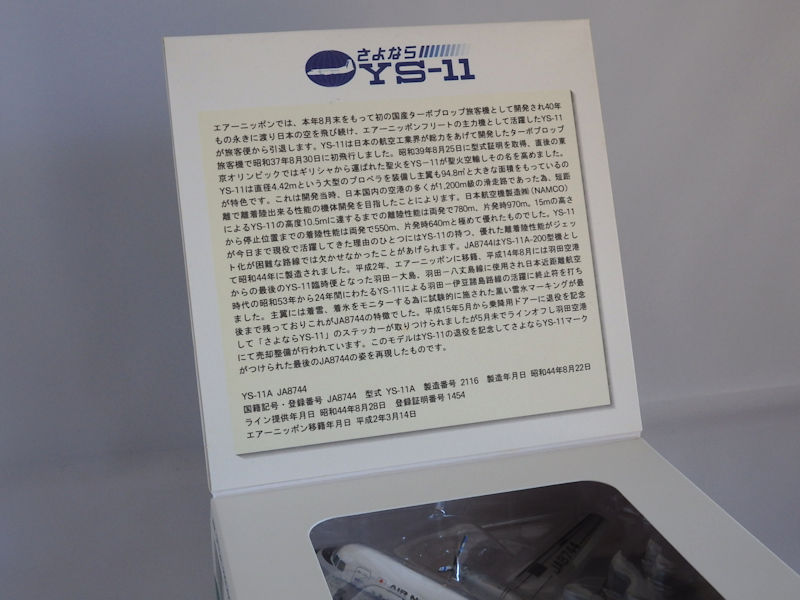 さよなら
YS-11
エアーニッポンでは、本年8月末をもって初の国産ターボプロップ旅客機として開発され40年
もの永きに渡り日本の空を飛び続け、エアーニッポンフリートの主力機として活躍したYS-11
が旅客便から引退します。YS-11は日本の航空工業界が総力をあげて開発したターボプロップ
旅客機で昭和37年8月30日に初飛行しました。昭和39年8月25日に型式証明を取得、直後の東
京オリンピックではギリシャから運ばれた聖火をYS-11が聖火空輸しその名を高めました。
YS-11は直径4.42mという大型のプロペラを装備し主翼も94.8㎡と大きな面積をもっているの
が特色です。これは開発当時、日本国内の空港の多くが1,200m級の滑走路であった為、短距
離で離着陸出来る性能の機体開発を目指したことによります。日本航空機製造㈱(NAMCO)
によるYS-11の高度10.5mに達するまでの離陸性能は両発で780m、片発時970m。15mの高さ
から停止位置までの着陸性能は両発で550m、片発時640mと極めて優れたものでした。YS-11
が今日まで現役で活躍してきた理由のひとつにはYS-11の持つ、優れた離着陸性能がジェッ
ト化が困難な路線では欠かせなかったことがあげられます。JA8744はYS-11A-200型機とし
て昭和44年に製造されました。平成2年、エアーニッポンに移籍、平成14年8月には羽田空港
からの最後のYS-11臨時便となった羽田-大島、羽田-八丈島線に使用され日本近距離航空
時代の昭和53年から24年間にわたるYS-11による羽田-伊豆諸島路線の活躍に終止符を打ち
ました。主翼には着雪、着氷をモニターする為に試験的に施された黒い雪氷マーキングが最
後まで残っておりこれがJA8744の特徴でした。平成15年5月から乗降用ドアーに退役を記念
して「さよならYS-11」のステッカーが取りつけられましたが5月末でラインオフし羽田空港
にて売却整備が行われています。このモデルはYS-11の退役を記念してさよならYS-11マーク
がつけられた最後のJA8744の姿を再現したものです。
YS-11A JA8744
国籍記号・登録番号 JA8744 型式 YS-11A 製造番号 2116 製造年月日 昭和44年8月22日
ライン提供年月日 昭和44年8月28日 登録証明番号 1454
エアーニッポン移籍年月日 平成2年3月14日
JA8744
AIR N